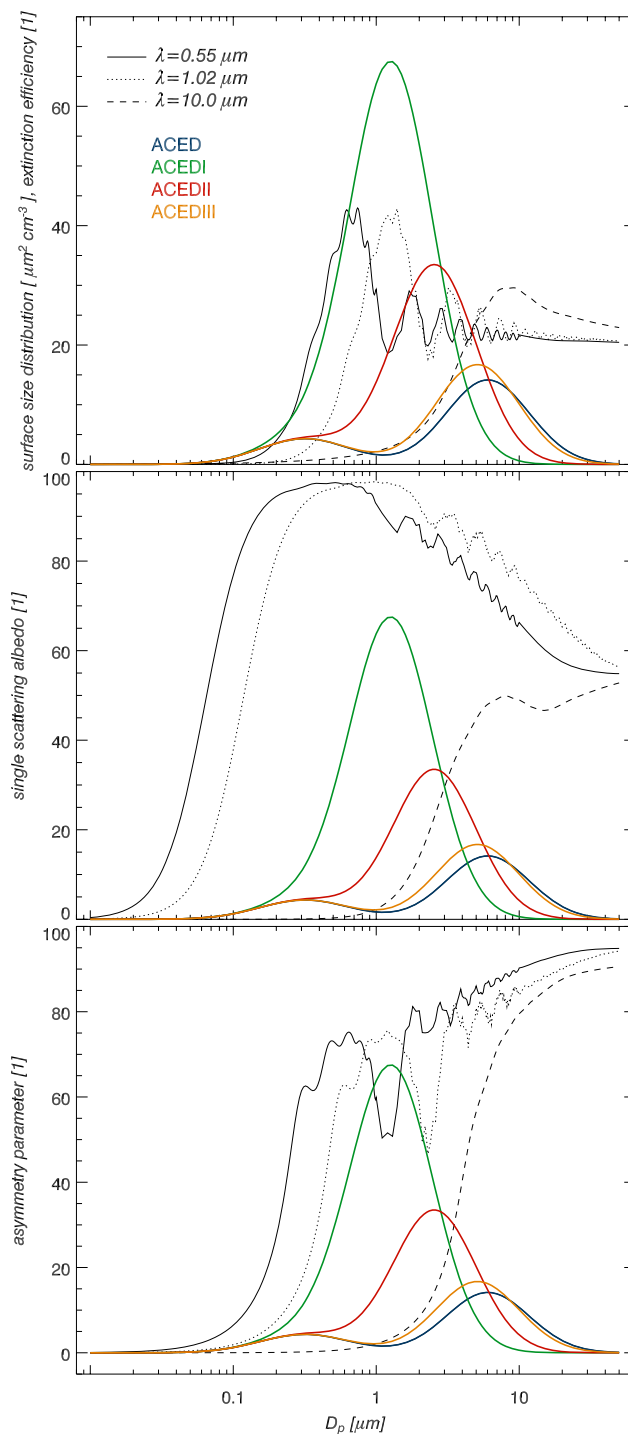 surface size distribution [ μm² cm⁻³ ], extinction efficiency [1]
60
40
20
0
λ=0.55 μm
λ=1.02 μm
λ=10.0 μm
ACED
ACEDI
ACEDII
ACEDIII
single scattering albedo [1]
100
80
60
40
20
0
asymmetry parameter [1]
100
80
60
40
20
0
0.1 1 10
Dₚ [μm]